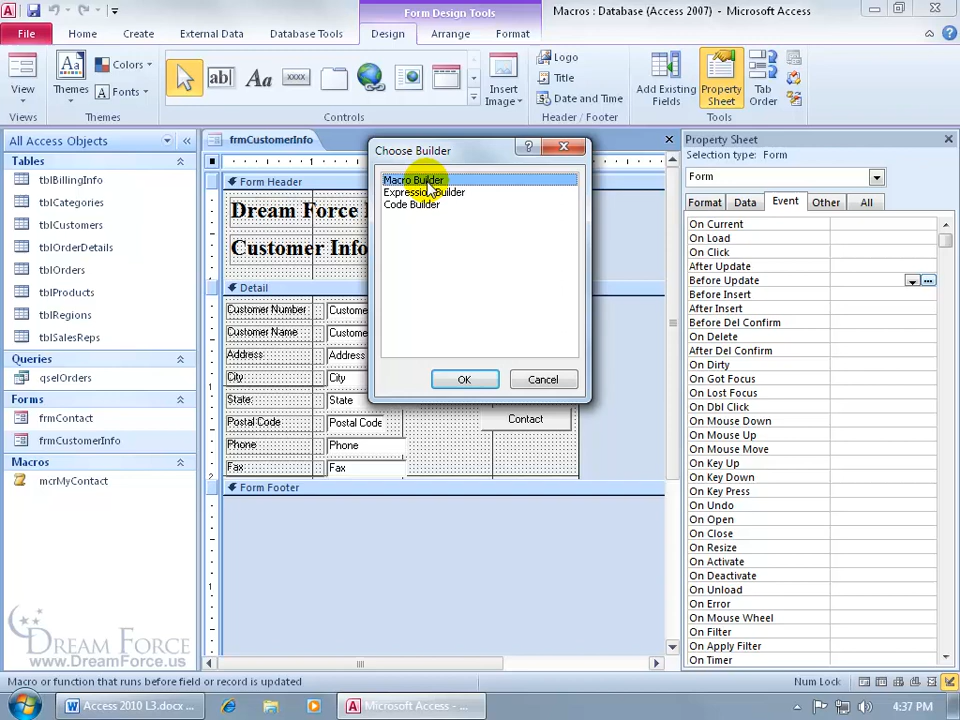 Form Design Tools
Macros : Database (Access 2007) - Microsoft Access
File
Home
Create
External Data
Database Tools
Design
Arrange
Format
View
Views
Themes
Colors
Fonts
Themes
ab|
Aa
xxxx
Controls
Insert
Image
Logo
Title
Date and Time
Header / Footer
Add Existing
Fields
Property
Sheet
Tab
Order
Tools
All Access Objects
Tables
tblBillingInfo
tblCategories
tblCustomers
tblOrderDetails
tblOrders
tblProducts
tblRegions
tblSalesReps
Queries
qselOrders
Forms
frmContact
frmCustomerInfo
Macros
mcrMyContact
DREAM FORCE
www.DreamForce.us
frmCustomerInfo
Form Header
Dream Force
Customer Info
Detail
Customer Number
Custome
Customer Name
Custome
Address
Address
City
City
State:
State
Postal Code
Postal Code
Phone
Phone
Fax
Fax
Contact
Form Footer
Choose Builder
Macro Builder
Expression Builder
Code Builder
OK
Cancel
Property Sheet
Selection type: Form
Form
Format
Data
Event
Other
All
On Current
On Load
On Click
After Update
Before Update
Before Insert
After Insert
Before Del Confirm
On Delete
After Del Confirm
On Dirty
On Got Focus
On Lost Focus
On Dbl Click
On Mouse Down
On Mouse Up
On Mouse Move
On Key Up
On Key Down
On Key Press
On Undo
On Open
On Close
On Resize
On Activate
On Deactivate
On Unload
On Error
On Mouse Wheel
On Filter
On Apply Filter
On Timer
Macro or function that runs before field or record is updated
Num Lock
Access 2010 L3.docx ...
Microsoft Access - ...
4:37 PM